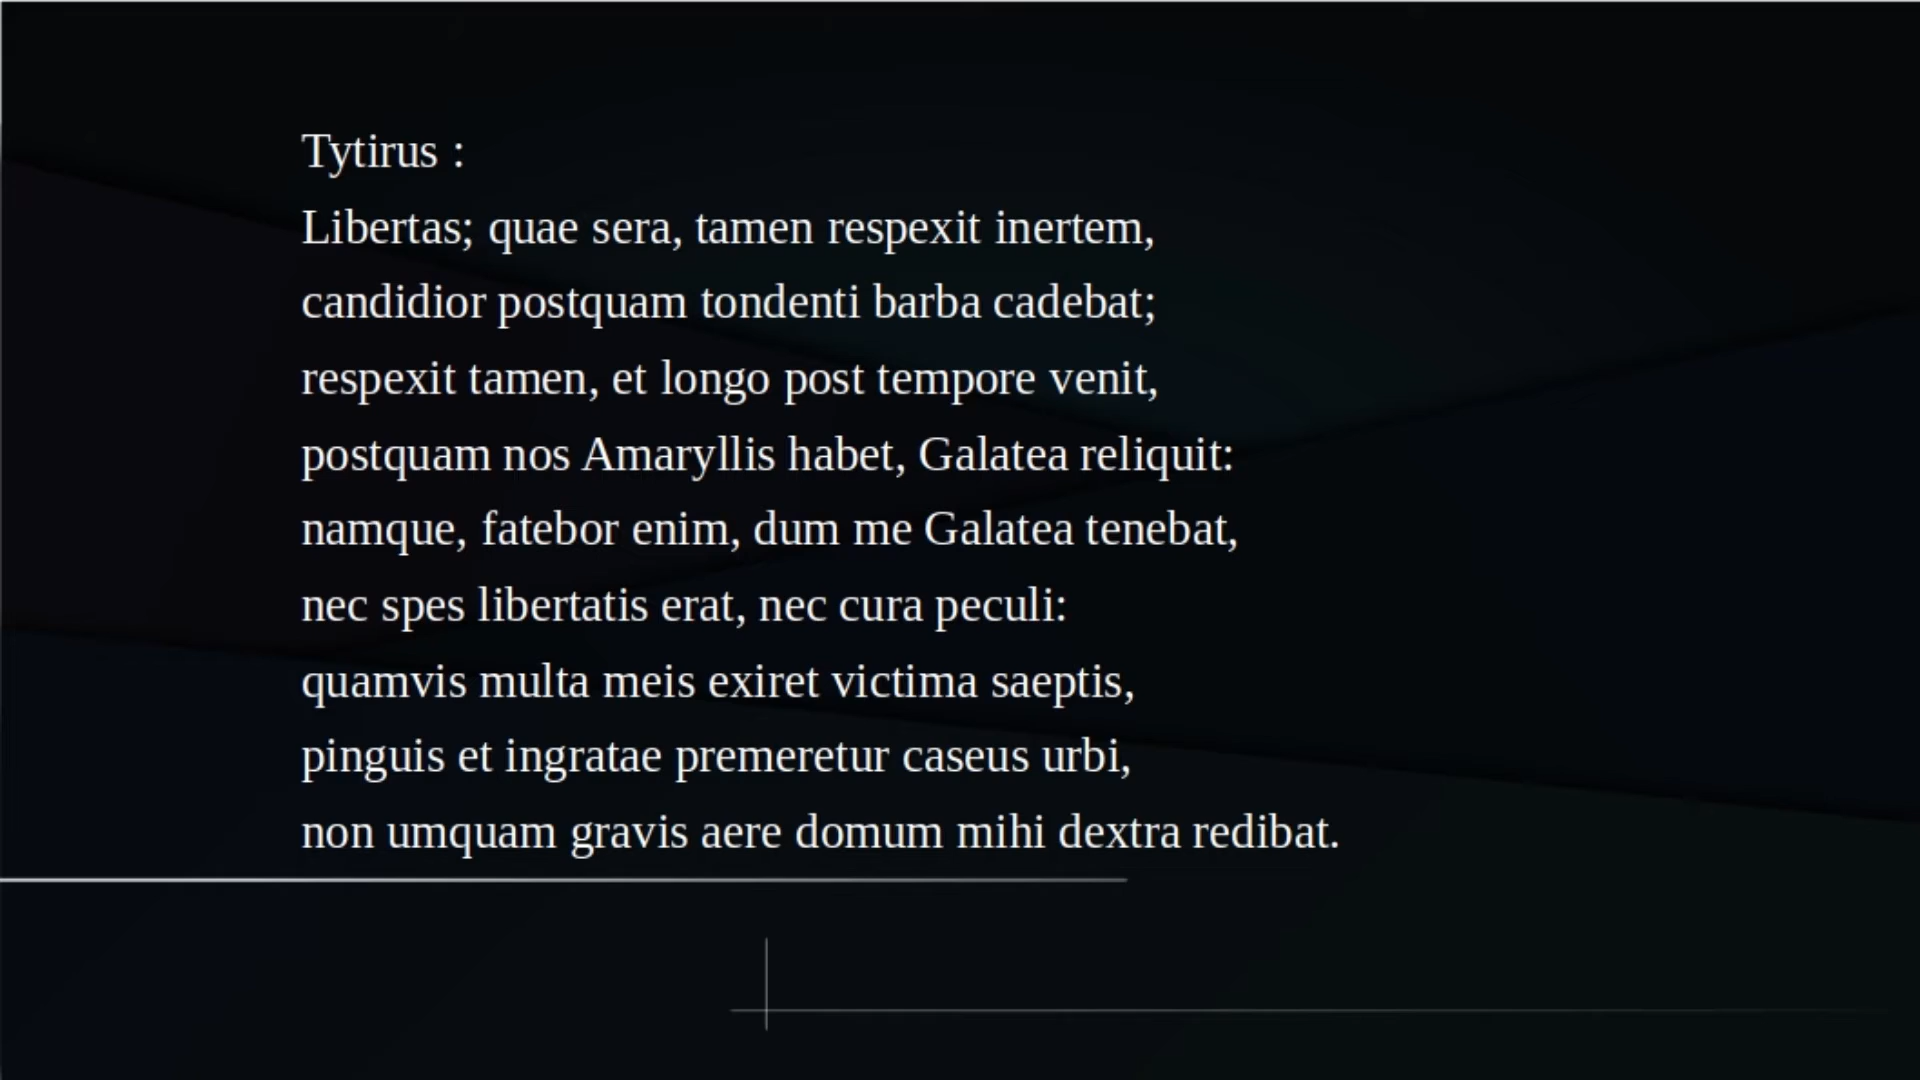 Tytirus :
Libertas; quae sera, tamen respexit inertem,
candidior postquam tondenti barba cadebat;
respexit tamen, et longo post tempore venit,
postquam nos Amaryllis habet, Galatea reliquit:
namque, fatebor enim, dum me Galatea tenebat,
nec spes libertatis erat, nec cura peculi:
quamvis multa meis exiret victima saeptis,
pinguis et ingratae premeretur caseus urbi,
non umquam gravis aere domum mihi dextra redibat.